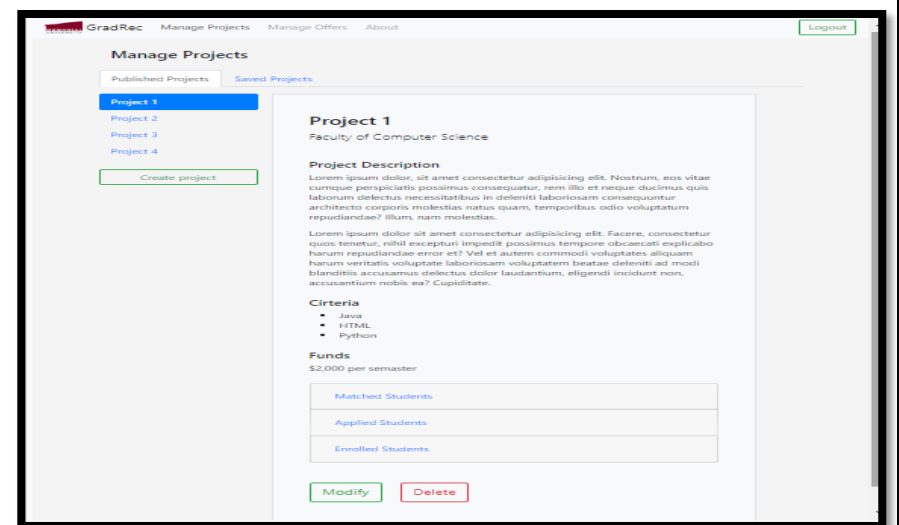 GradRec Manage Projects Manage Offers About Logout
Manage Projects
Published Projects Saved Projects
Project 1
Project 2
Project 3
Project 4
Create project
Project 1
Faculty of Computer Science
Project Description
Lorem ipsum dolor, sit amet consectetur adipisicing elit. Nostrum, eos vitae
cumque perspiciatis possimus consequatur, rem illo et neque ducimus quis
laborum delectus necessitatibus in deleniti laboriosam consequuntur
architecto corporis molestias natus quam, temporibus odio voluptatum
repudiandae? Illum, nam molestias.
Lorem ipsum dolor sit amet consectetur adipisicing elit. Facere, consectetur
quos tenetur, nihil excepturi impedit possimus tempore obcaecati explicabo
harum repudiandae error et? Vel et autem commodi voluptates aliquam
harum veritatis voluptate laboriosam voluptatem beatae deleniti ad modi
blanditiis accusamus delectus dolor laudantium, eligendi incidunt non,
accusantium nobis ea? Cupiditate.
Cirteria
▪ Java
▪ HTML
▪ Python
Funds
$2,000 per semaster
Matched Students
Applied Students
Enrolled Students
Modify Delete